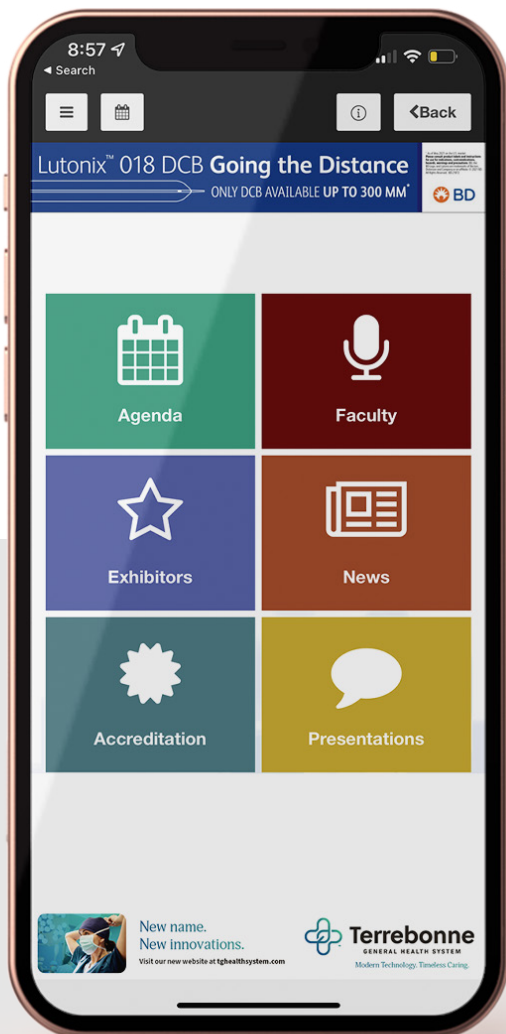 8:57
◀ Search
Back
Lutonix™ 018 DCB Going the Distance
ONLY DCB AVAILABLE UP TO 300 MM*
BD
Agenda
Faculty
Exhibitors
News
Accreditation
Presentations
New name.
New innovations.
Visit our new website at tghealthsystem.com
Terrebonne
GENERAL HEALTH SYSTEM
Modern Technology. Timeless Caring.